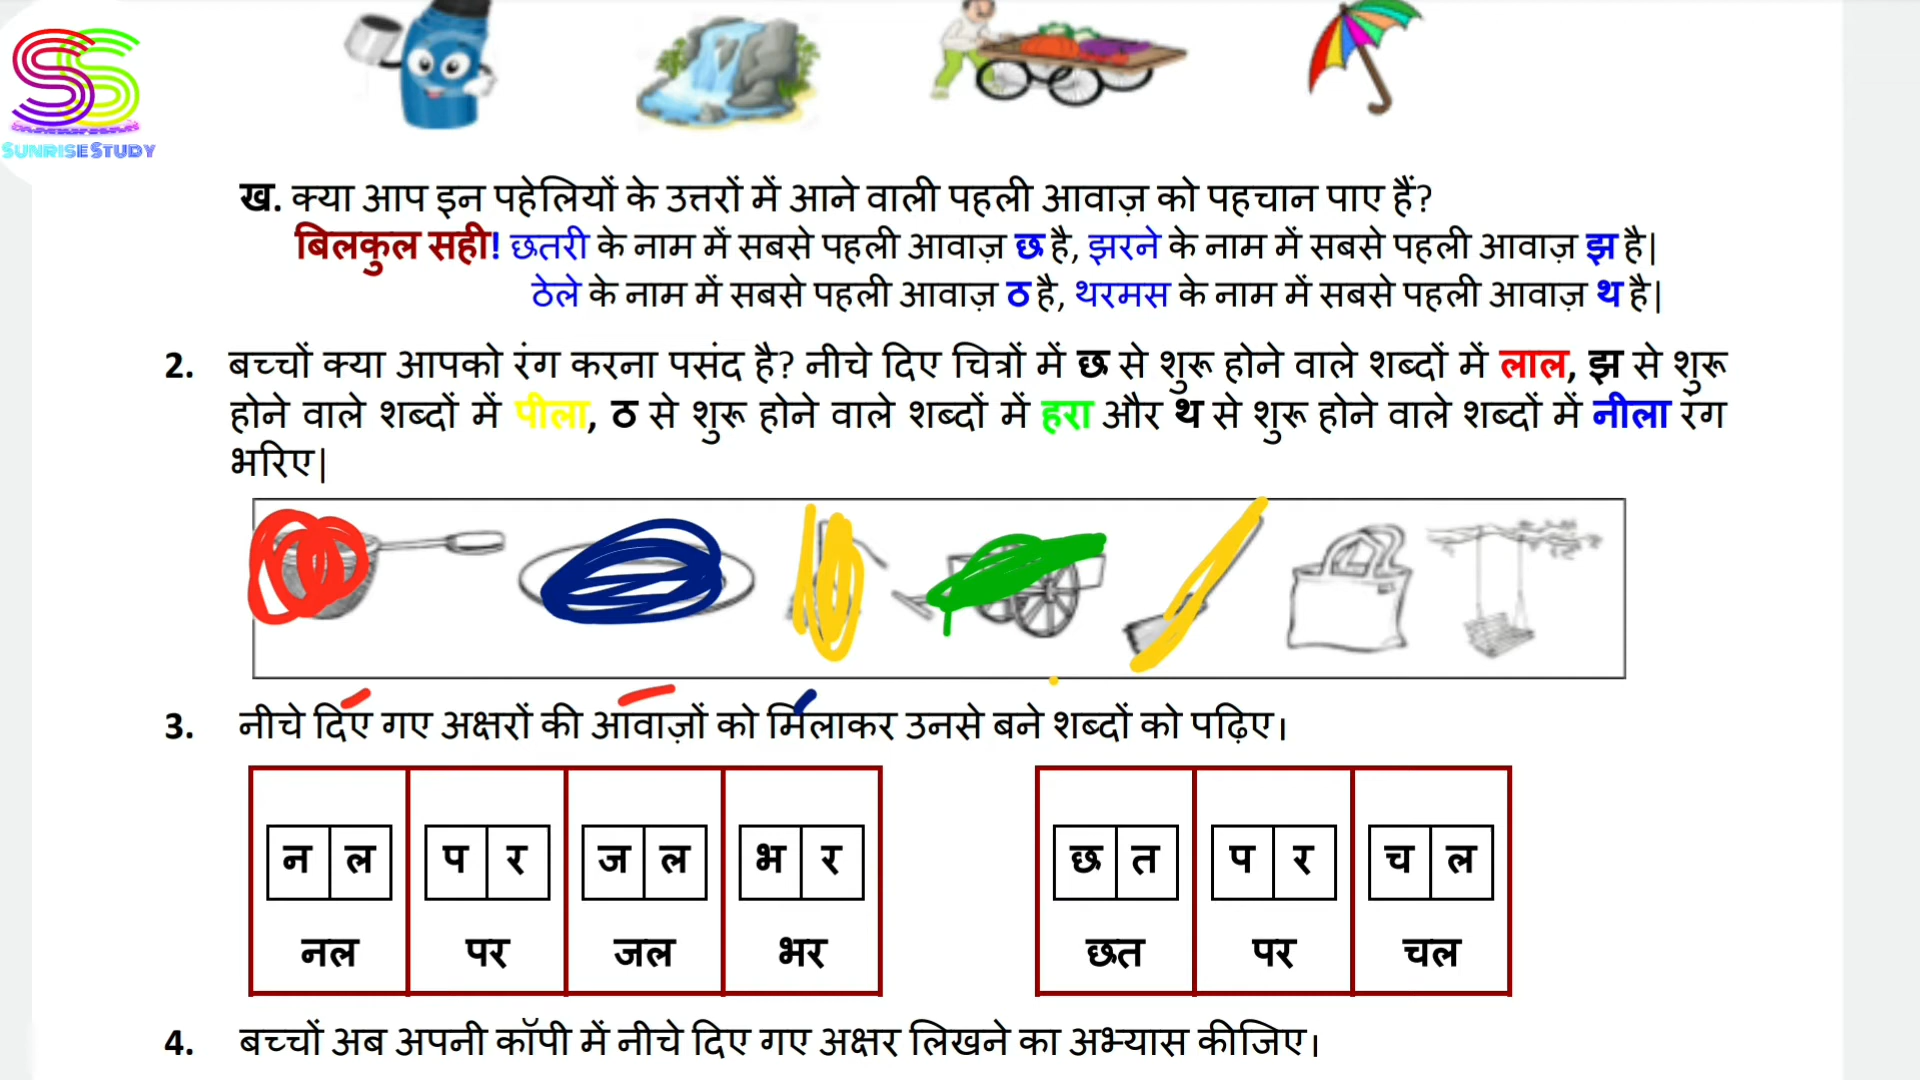 SUNRISE STUDY
ख. क्या आप इन पहेलियों के उत्तरों में आने वाली पहली आवाज़ को पहचान पाए हैं?
बिलकुल सही! छतरी के नाम में सबसे पहली आवाज़ छ है, झरने के नाम में सबसे पहली आवाज़ झ है|
ठेले के नाम में सबसे पहली आवाज़ ठ है, थरमस के नाम में सबसे पहली आवाज़ थ है|
2. बच्चों क्या आपको रंग करना पसंद है? नीचे दिए चित्रों में छ से शुरू होने वाले शब्दों में लाल, झ से शुरू
होने वाले शब्दों में पीला, ठ से शुरू होने वाले शब्दों में हरा और थ से शुरू होने वाले शब्दों में नीला रंग
भरिए|
3. नीचे दिए गए अक्षरों की आवाज़ों को मिलाकर उनसे बने शब्दों को पढ़िए।
न ल प र ज ल भ र छ त प र च ल
नल पर जल भर छत पर चल
4. बच्चों अब अपनी कॉपी में नीचे दिए गए अक्षर लिखने का अभ्यास कीजिए।